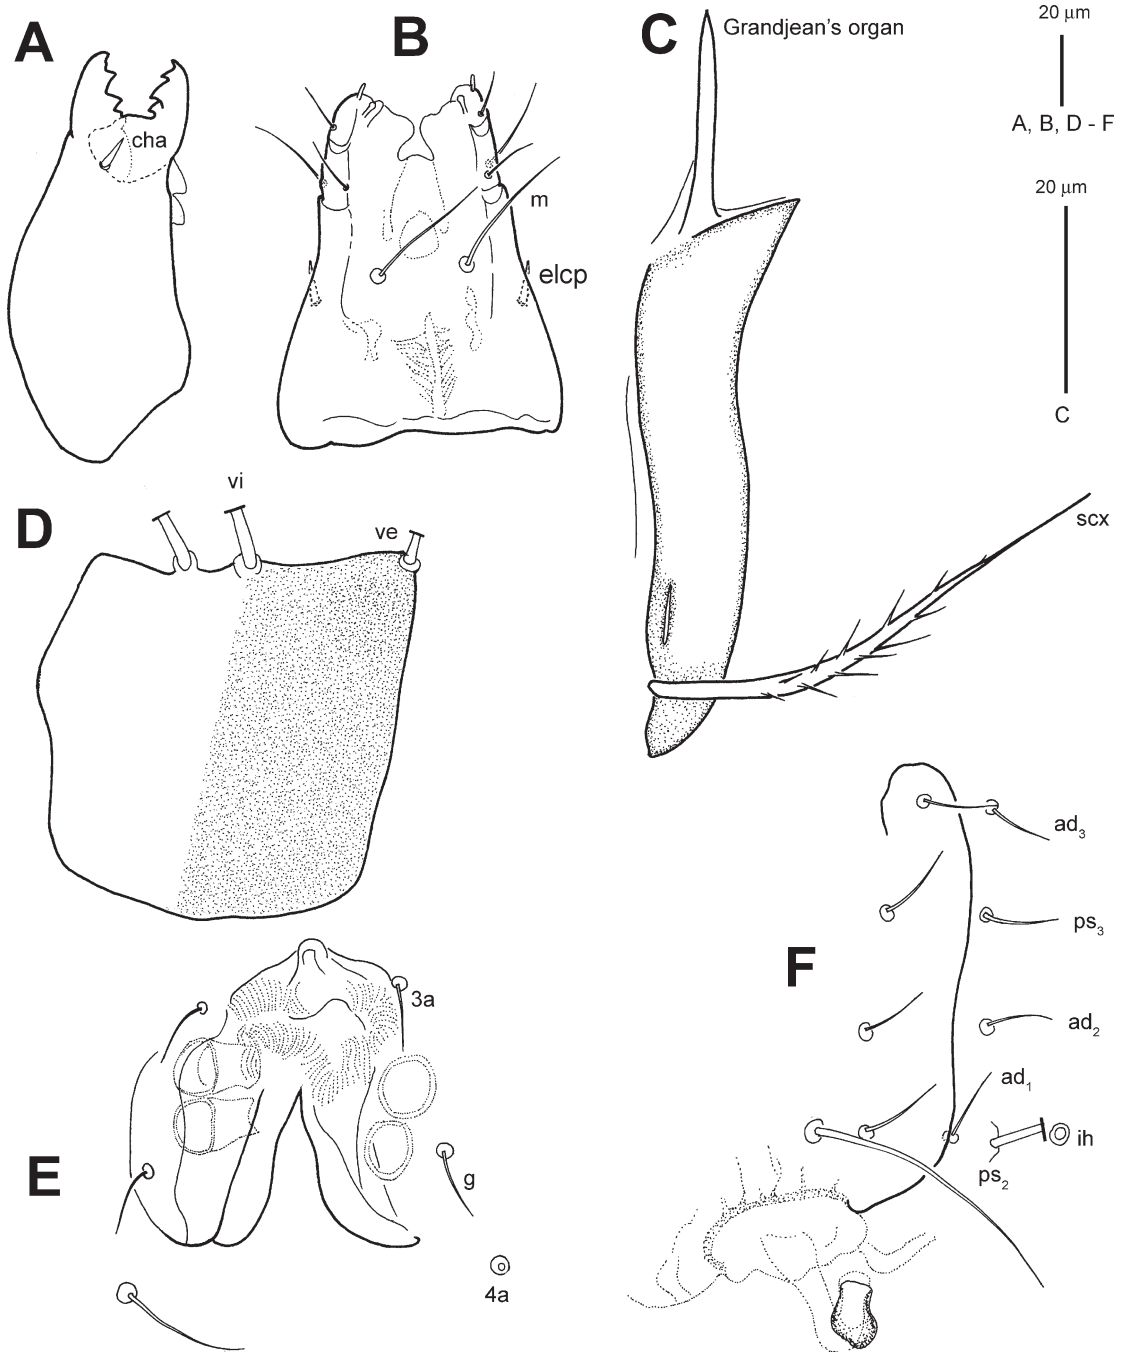 A
cha
B
m
elcp
C
Grandjean's organ
20 μm
A, B, D - F
20 μm
C
scx
D
vi
ve
E
3a
g
4a
F
ad3
ps3
ad2
ad1
ps2
ih